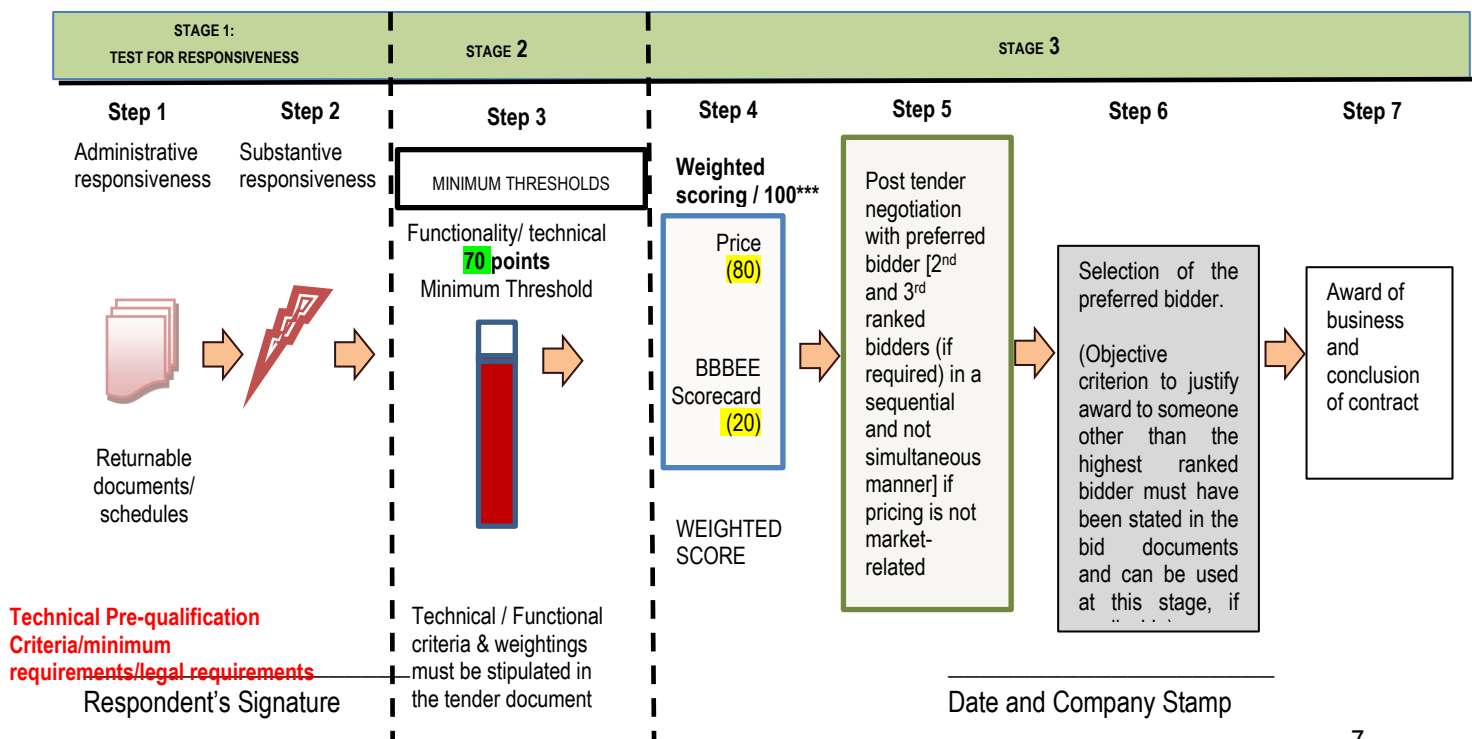 STAGE 1:
TEST FOR RESPONSIVENESS
STAGE 2
STAGE 3
Step 1
Administrative
responsiveness
Returnable
documents/
schedules
Step 2
Substantive
responsiveness
Technical Pre-qualification
Criteria/minimum
requirements/legal requirements
Step 3
MINIMUM THRESHOLDS
Functionality/ technical
70 points
Minimum Threshold
Technical / Functional
criteria & weightings
must be stipulated in
the tender document
Step 4
Weighted
scoring / 100***
Price
(80)
BBBEE
Scorecard
(20)
WEIGHTED
SCORE
Step 5
Post tender
negotiation
with preferred
bidder [2nd
and 3rd
ranked
bidders (if
required) in a
sequential
and not
simultaneous
manner] if
pricing is not
market-
related
Step 6
Selection of the
preferred bidder.
(Objective
criterion to justify
award to someone
other than the
highest ranked
bidder must have
been stated in the
bid documents
and can be used
at this stage, if
Step 7
Award of
business
and
conclusion
of contract
Respondent's Signature
Date and Company Stamp